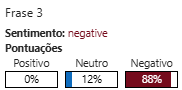 Frase 3
Sentimento: negative
Pontuações
Positivo Neutro Negativo
0% 12% 88%